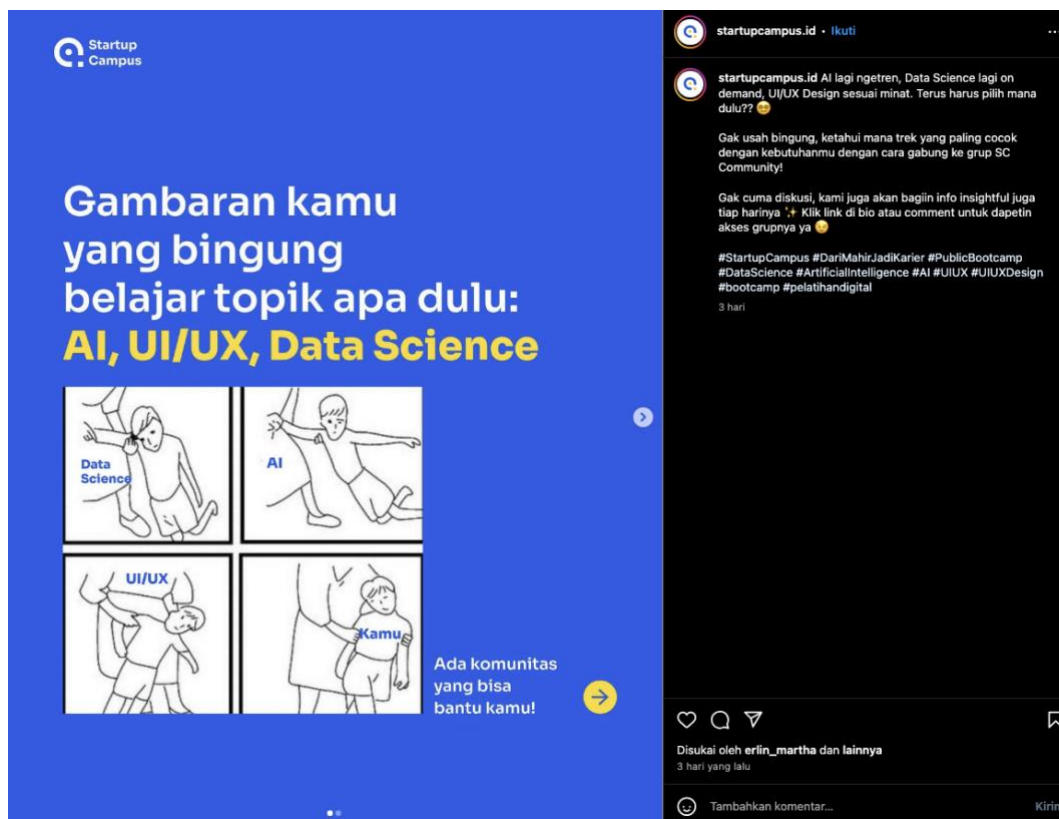 Startup
Campus
Gambaran kamu
yang bingung
belajar topik apa dulu:
AI, UI/UX, Data Science
Data
Science
AI
UI/UX
Kamu
Ada komunitas
yang bisa
bantu kamu!
startupcampus.id • Ikuti
startupcampus.id AI lagi ngetren, Data Science lagi on
demand, UI/UX Design sesuai minat. Terus harus pilih mana
dulu?? 😵‍💫
Gak usah bingung, ketahui mana trek yang paling cocok
dengan kebutuhanmu dengan cara gabung ke grup SC
Community!
Gak cuma diskusi, kami juga akan bagiin info insightful juga
tiap harinya ✨ Klik link di bio atau comment untuk dapetin
akses grupnya ya 😉
#StartupCampus #DariMahirJadiKarier #PublicBootcamp
#DataScience #ArtificialIntelligence #AI #UIUX #UIUXDesign
#bootcamp #pelatihandigital
3 hari
Disukai oleh erlin_martha dan lainnya
3 hari yang lalu
Tambahkan komentar... Kirim